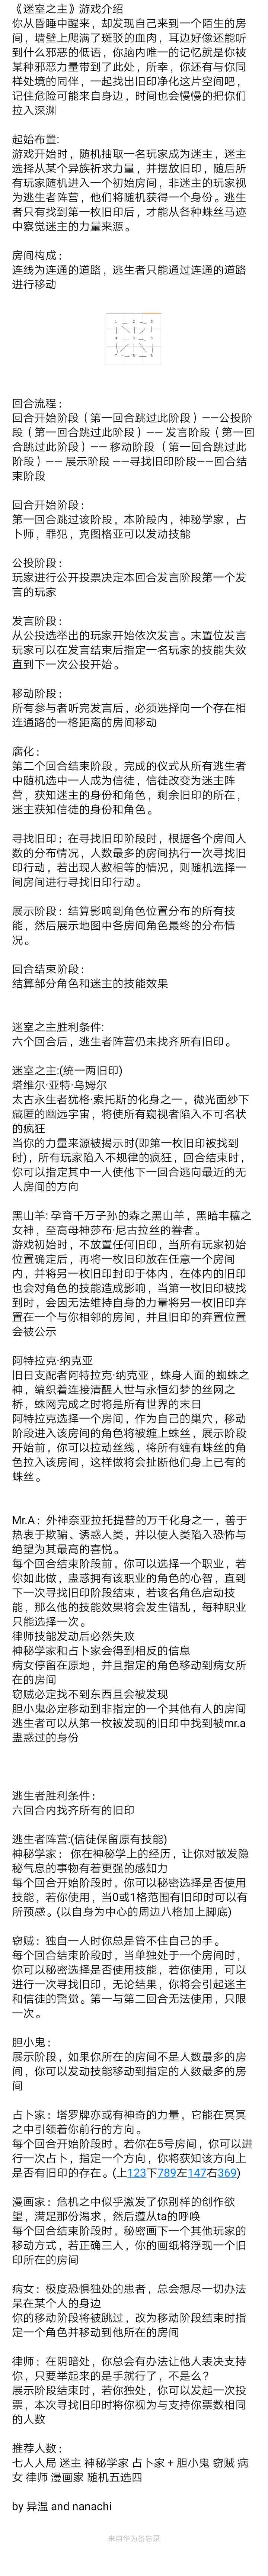 《迷室之主》游戏介绍
你从昏睡中醒来，却发现自己来到一个陌生的房
间，墙壁上爬满了斑驳的血肉，耳边好像还能听
到什么邪恶的低语，你脑内唯一的记忆就是你被
某种邪恶力量带到了此处，所幸，你还有与你同
样处境的同伴，一起找出旧印净化这片空间吧，
记住危险可能来自身边，时间也会慢慢的把你们
拉入深渊
起始布置:
游戏开始时，随机抽取一名玩家成为迷主，迷主
选择从某个异族祈求力量，并摆放旧印，随后所
有玩家随机进入一个初始房间，非迷主的玩家视
为逃生者阵营，他们将随机获得一个身份。逃生
者只有找到第一枚旧印后，才能从各种蛛丝马迹
中察觉迷主的力量来源。
房间构成：
连线为连通的道路，逃生者只能通过连通的道路
进行移动
回合流程：
回合开始阶段（第一回合跳过此阶段）——公投阶
段（第一回合跳过此阶段）—— 发言阶段（第一回
合跳过此阶段）—— 移动阶段 （第一回合跳过此
阶段）—— 展示阶段 ——寻找旧印阶段——回合结
束阶段
回合开始阶段：
第一回合跳过该阶段，本阶段内，神秘学家，占
卜师，罪犯，克图格亚可以发动技能
公投阶段：
玩家进行公开投票决定本回合发言阶段第一个发
言的玩家
发言阶段：
从公投选举出的玩家开始依次发言。末置位发言
玩家可以在发言结束后指定一名玩家的技能失效
直到下一次公投开始。
移动阶段：
所有参与者听完发言后，必须选择向一个存在相
连通路的一格距离的房间移动
腐化：
第二个回合结束阶段，完成的仪式从所有逃生者
中随机选中一人成为信徒，信徒改变为迷主阵
营，获知迷主的身份和角色，剩余旧印的所在，
迷主获知信徒的身份和角色。
寻找旧印：在寻找旧印阶段时，根据各个房间人
数的分布情况，人数最多的房间执行一次寻找旧
印行动，若出现人数相等的情况，则随机选择一
间房间进行寻找旧印行动。
展示阶段：结算影响到角色位置分布的所有技
能，然后展示地图中各房间角色最终的分布情
况。
回合结束阶段：
结算部分角色和迷主的技能效果
迷室之主胜利条件:
六个回合后，逃生者阵营仍未找齐所有旧印。
迷室之主:(统一两旧印)
塔维尔·亚特·乌姆尔
太古永生者犹格·索托斯的化身之一，微光面纱下
藏匿的幽远宇宙，将使所有窥视者陷入不可名状
的疯狂
当你的力量来源被揭示时(即第一枚旧印被找到
时)，所有玩家陷入不规律的疯狂，回合结束时，
你可以指定其中一人使他下一回合逃向最近的无
人房间的方向
黑山羊: 孕育千万子孙的森之黑山羊，黑暗丰穰之
女神，至高母神莎布·尼古拉丝的眷者。
游戏初始时，不放置任何旧印，当所有玩家初始
位置确定后，再将一枚旧印放在任意一个房间
内，并将另一枚旧印封印于体内，在体内的旧印
也会对角色的技能造成影响，当第一枚旧印被找
到时，会因无法维持自身的力量将另一枚旧印弃
置在一个与你相邻的房间，并且旧印的弃置位置
会被公示
阿特拉克·纳克亚
旧日支配者阿特拉克·纳克亚，蛛身人面的蜘蛛之
神，编织着连接清醒人世与永恒幻梦的丝网之
桥，蛛网完成之时将是所有世界的末日
阿特拉克选择一个房间，作为自己的巢穴，移动
阶段进入该房间的角色将被缠上蛛丝，展示阶段
开始前，你可以拉动丝线，将所有缠有蛛丝的角
色拉入该房间，这样做将会扯断他们身上已有的
蛛丝。
Mr.A：外神奈亚拉托提普的万千化身之一，善于
热衷于欺骗、诱惑人类，并以使人类陷入恐怖与
绝望为其最高的喜悦。
每个回合结束阶段前，你可以选择一个职业，若
你如此做，蛊惑拥有该职业的角色的心智，直到
下一次寻找旧印阶段结束，若该名角色启动技
能，那么他的技能效果将会发生错乱，每种职业
只能选择一次。
律师技能发动后必然失败
神秘学家和占卜家会得到相反的信息
病女停留在原地，并且指定的角色移动到病女所
在的房间
窃贼必定找不到东西且会被发现
胆小鬼必定移动到非指定的一个其他有人的房间
逃生者可以从第一枚被发现的旧印中找到被mr.a
蛊惑过的身份
逃生者胜利条件：
六回合内找齐所有的旧印
逃生者阵营:(信徒保留原有技能)
神秘学家： 你在神秘学上的经历，让你对散发隐
秘气息的事物有着更强的感知力
每个回合开始阶段时，你可以秘密选择是否使用
技能，若你使用，当0或1格范围有旧印时可以有
所预感。(以自身为中心的周边八格加上脚底)
窃贼：独自一人时你总是管不住自己的手。
每个回合结束阶段时，当单独处于一个房间时，
你可以秘密选择是否使用技能，若你使用，可以
进行一次寻找旧印，无论结果，你将会引起迷主
和信徒的警觉。第一与第二回合无法使用，只限
一次。
胆小鬼：
展示阶段，如果你所在的房间不是人数最多的房
间，你可以发动技能移动到指定的人数最多的房
间
占卜家：塔罗牌亦或有神奇的力量，它能在冥冥
之中引领着你前行的方向。
每个回合开始阶段时，若你在5号房间，你可以进
行一次占卜，指定一个方向，你将获知该方向上
是否有旧印的存在。(上123下789左147右369)
漫画家：危机之中似乎激发了你别样的创作欲
望，满足那份渴求，然后遵从ta的呼唤
每个回合结束阶段时，秘密画下一个其他玩家的
移动方式，若正确三人，你的画纸将浮现一个旧
印所在的房间
病女：极度恐惧独处的患者，总会想尽一切办法
呆在某个人的身边
你的移动阶段将被跳过，改为移动阶段结束时指
定一个角色并移动到他所在的房间
律师：在阴暗处，你总会有办法让他人表决支持
你，只要举起来的是手就行了，不是么？
展示阶段结束时，若你独处，你可以发起一次投
票，本次寻找旧印时将你视为与支持你票数相同
的人数
推荐人数：
七人人局 迷主 神秘学家 占卜家 + 胆小鬼 窃贼 病
女 律师 漫画家 随机五选四
by 异温 and nanachi
来自华为备忘录